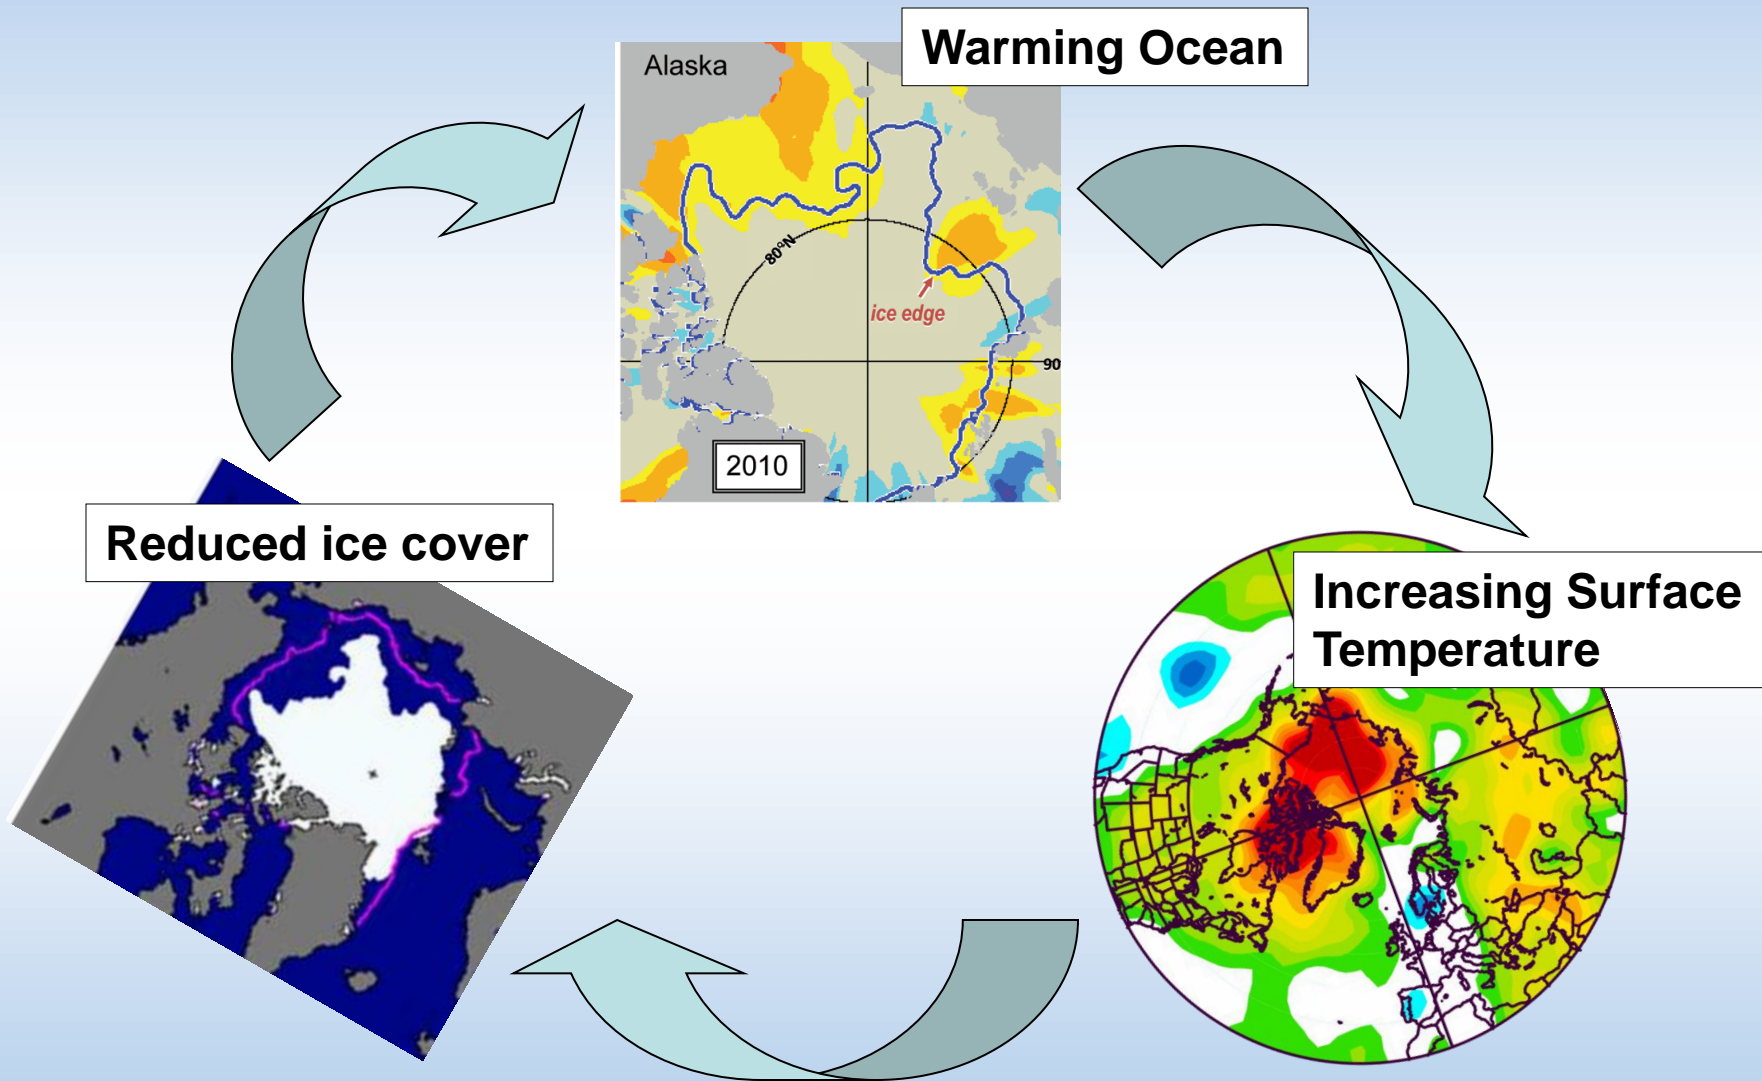 Warming Ocean
Alaska
80°N
ice edge
90
2010
Reduced ice cover
Increasing Surface
Temperature